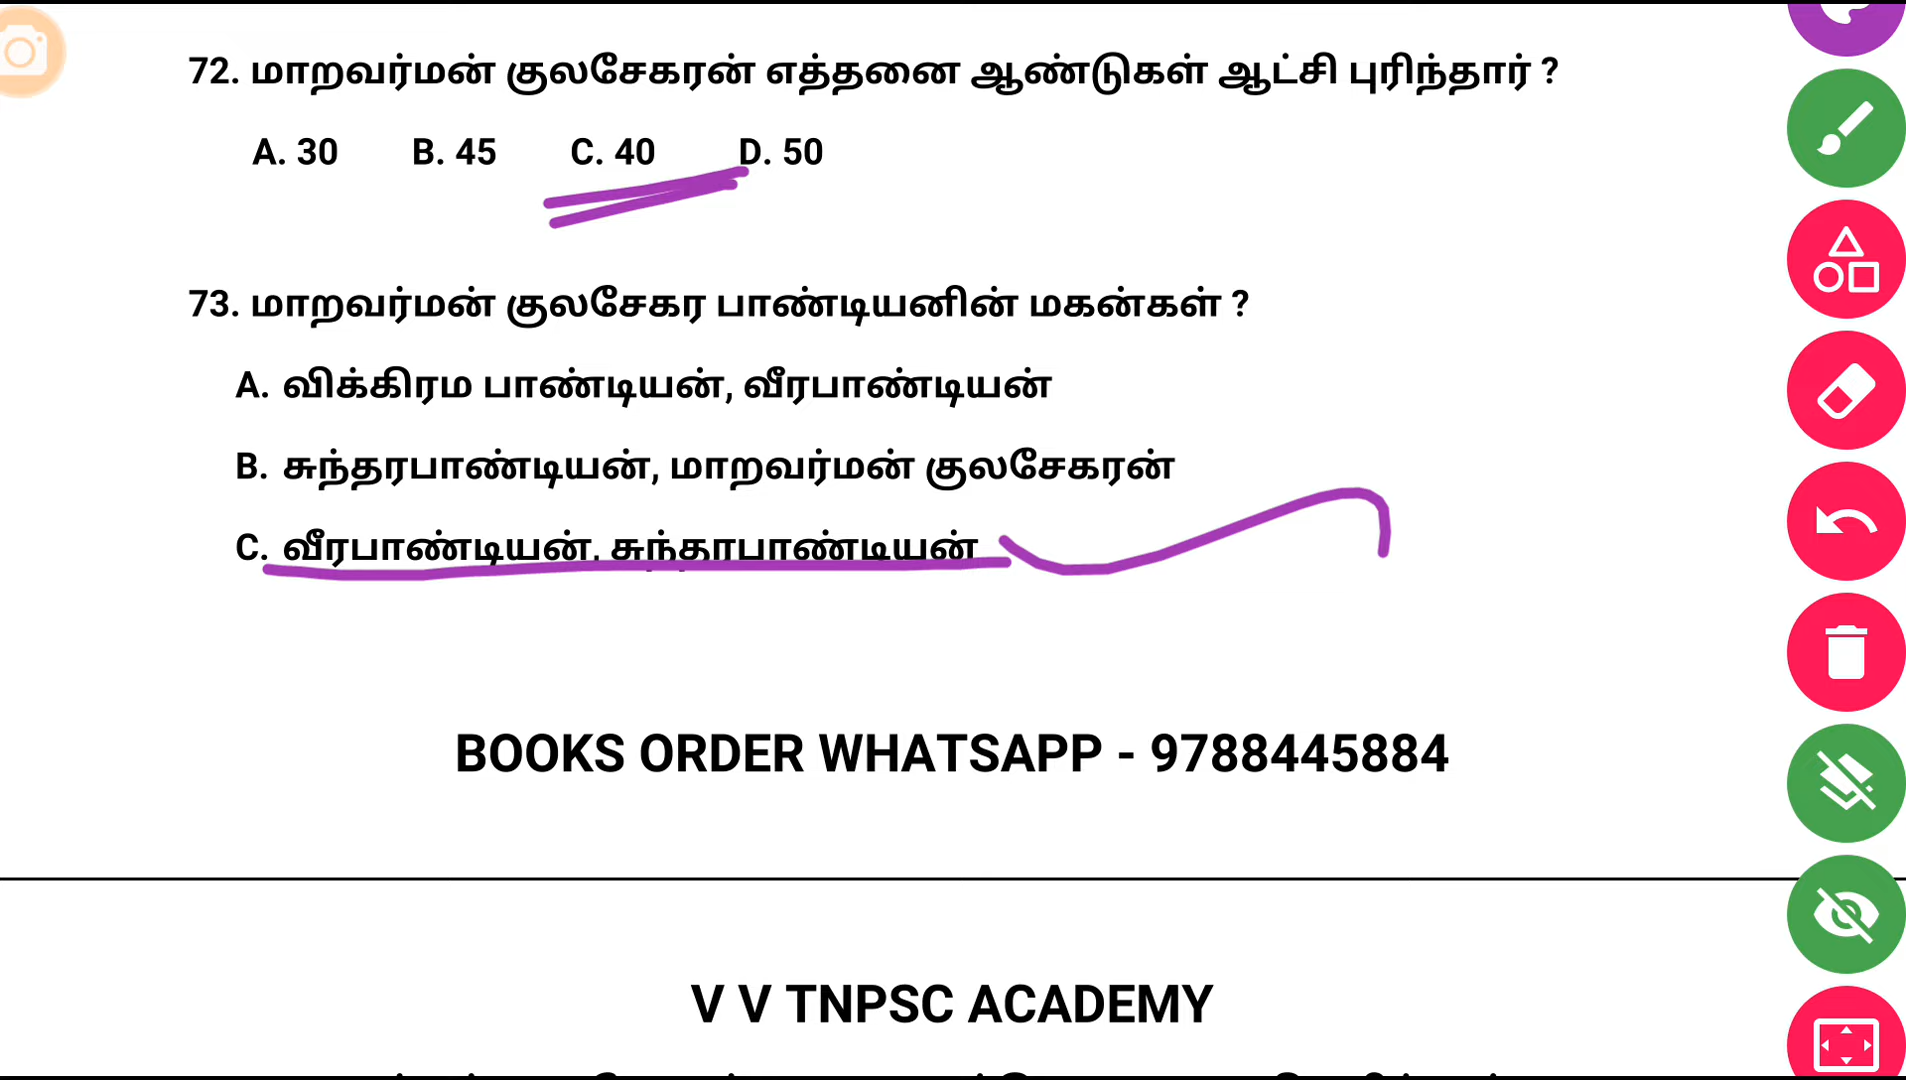 72. மாறவர்மன் குலசேகரன் எத்தனை ஆண்டுகள் ஆட்சி புரிந்தார் ?
A. 30 B. 45 C. 40 D. 50
73. மாறவர்மன் குலசேகர பாண்டியனின் மகன்கள் ?
A. விக்கிரம பாண்டியன், வீரபாண்டியன்
B. சுந்தரபாண்டியன், மாறவர்மன் குலசேகரன்
C. வீரபாண்டியன், சுந்தரபாண்டியன்
BOOKS ORDER WHATSAPP - 9788445884
V V TNPSC ACADEMY